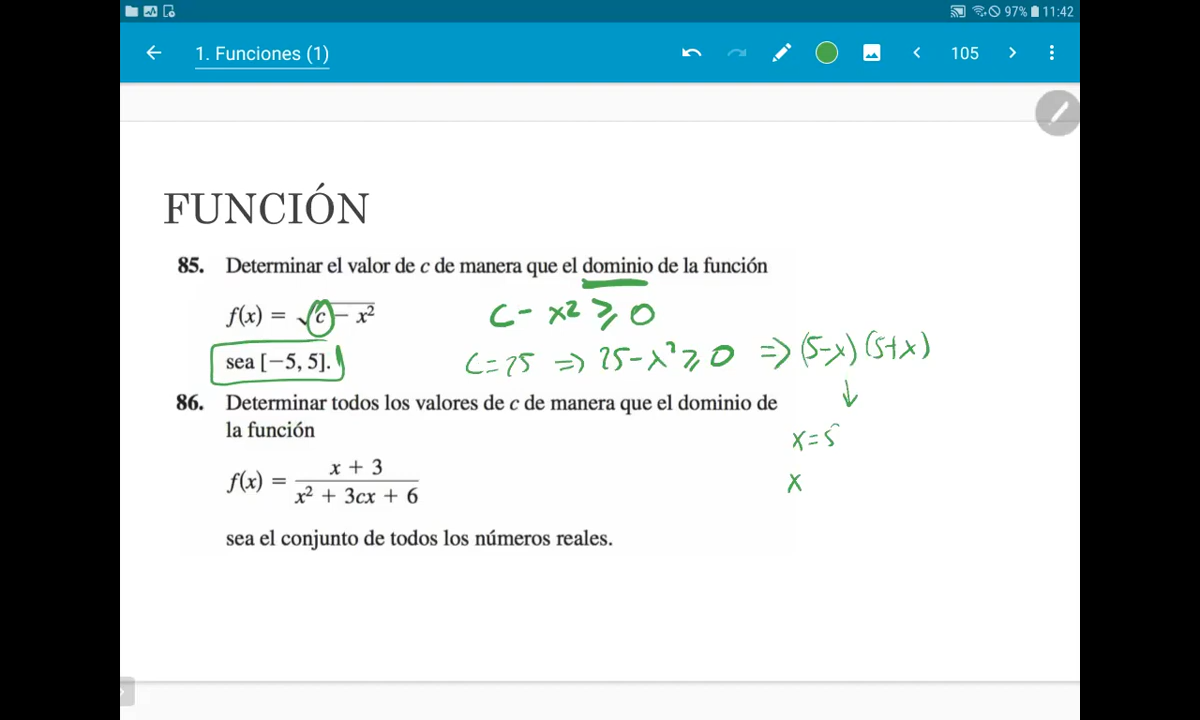 97% 11:42
1. Funciones (1)
105
FUNCIÓN
85. Determinar el valor de c de manera que el dominio de la función
f(x) = √c - x²
c - x² ≥ 0
sea [-5, 5].
c = 25 ⇒ 25 - x² ≥ 0 ⇒ (5-x)(5+x)
↓
86. Determinar todos los valores de c de manera que el dominio de
la función
x = 5
f(x) = x + 3 / x² + 3cx + 6
x
sea el conjunto de todos los números reales.